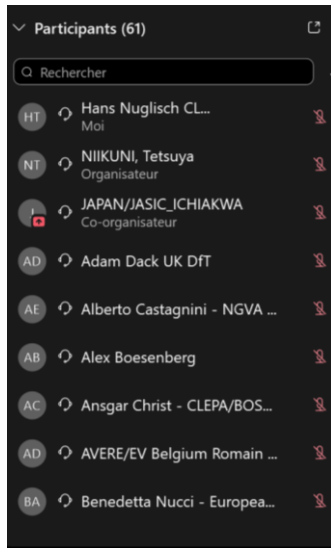 Participants (61)
Rechercher
HT Hans Nuglisch CL...
Moi
NT NIIKUNI, Tetsuya
Organisateur
JAPAN/JASIC_ICHIAKWA
Co-organisateur
AD Adam Dack UK DfT
AE Alberto Castagnini - NGVA ...
AB Alex Boesenberg
AC Ansgar Christ - CLEPA/BOS...
AD AVERE/EV Belgium Romain ...
BA Benedetta Nucci - Europea...